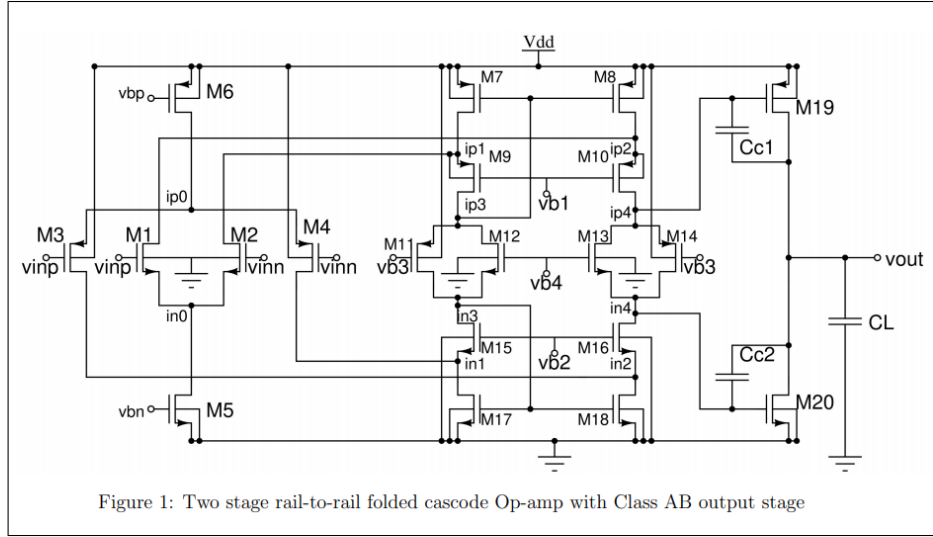 Vdd
M7 M8
vbp M6 M19
Cc1
ip1 ip2
M9 M10
ip0 ip3 vb1 ip4
M3 M1 M2 M4 M11 M12 M13 M14
vinp vinp vinn vinn vb3 vb4 vb3 vout
in0 in3 in4 CL
M15 vb2 M16
in1 in2 Cc2
vbn M5 M17 M18 M20
Figure 1: Two stage rail-to-rail folded cascode Op-amp with Class AB output stage